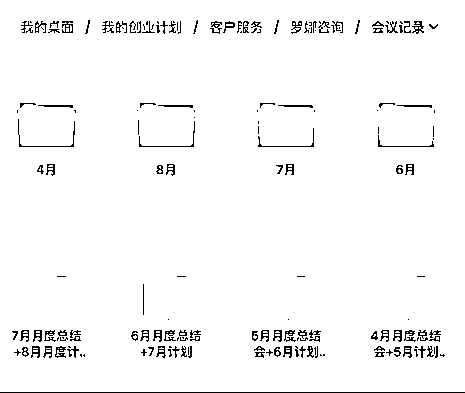 我的桌面 / 我的创业计划 / 客户服务 / 罗娜咨询 / 会议记录
4月 8月 7月 6月
7月月度总结 6月月度总结 5月月度总结 4月月度总结
+8月月度计.. +7月计划 会+6月计划.. 会+5月计划..